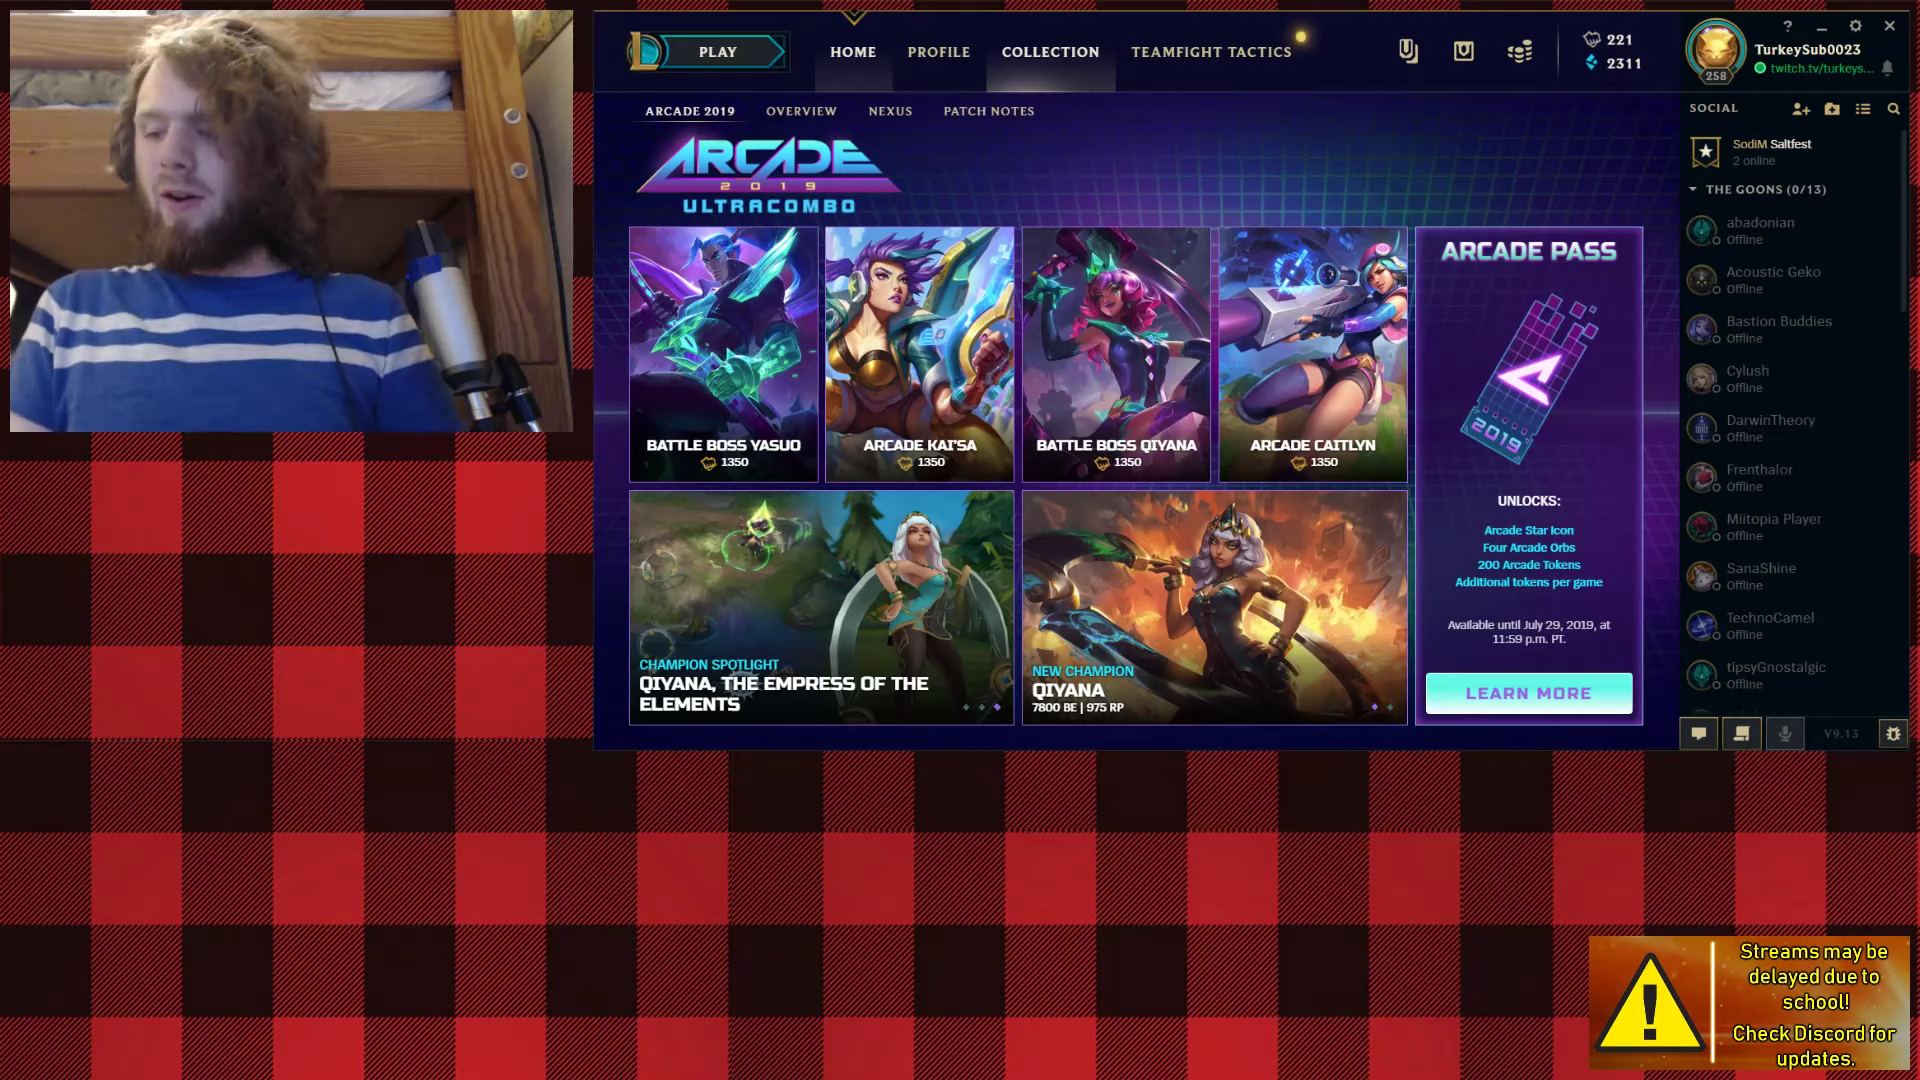 PLAY
HOME
PROFILE
COLLECTION
TEAMFIGHT TACTICS
221
2311
258
TurkeySub0023
twitch.tv/turkeys...
ARCADE 2019
OVERVIEW
NEXUS
PATCH NOTES
ARCADE
2019
ULTRACOMBO
BATTLE BOSS YASUO
1350
ARCADE KAI'SA
1350
BATTLE BOSS QIYANA
1350
ARCADE CAITLYN
1350
CHAMPION SPOTLIGHT
QIYANA, THE EMPRESS OF THE
ELEMENTS
NEW CHAMPION
QIYANA
7800 BE | 975 RP
ARCADE PASS
2019
UNLOCKS:
Arcade Star Icon
Four Arcade Orbs
200 Arcade Tokens
Additional tokens per game
Available until July 29, 2019, at
11:59 p.m. PT.
LEARN MORE
SOCIAL
SodiM Saltfest
2 online
THE GOONS (0/13)
abadonian
Offline
Acoustic Geko
Offline
Bastion Buddies
Offline
Cylush
Offline
DarwinTheory
Offline
Frenthalor
Offline
Miitopia Player
Offline
SanaShine
Offline
TechnoCamel
Offline
tipsyGnostalgic
Offline
V9.13
Streams may be
delayed due to
school!
Check Discord for
updates.